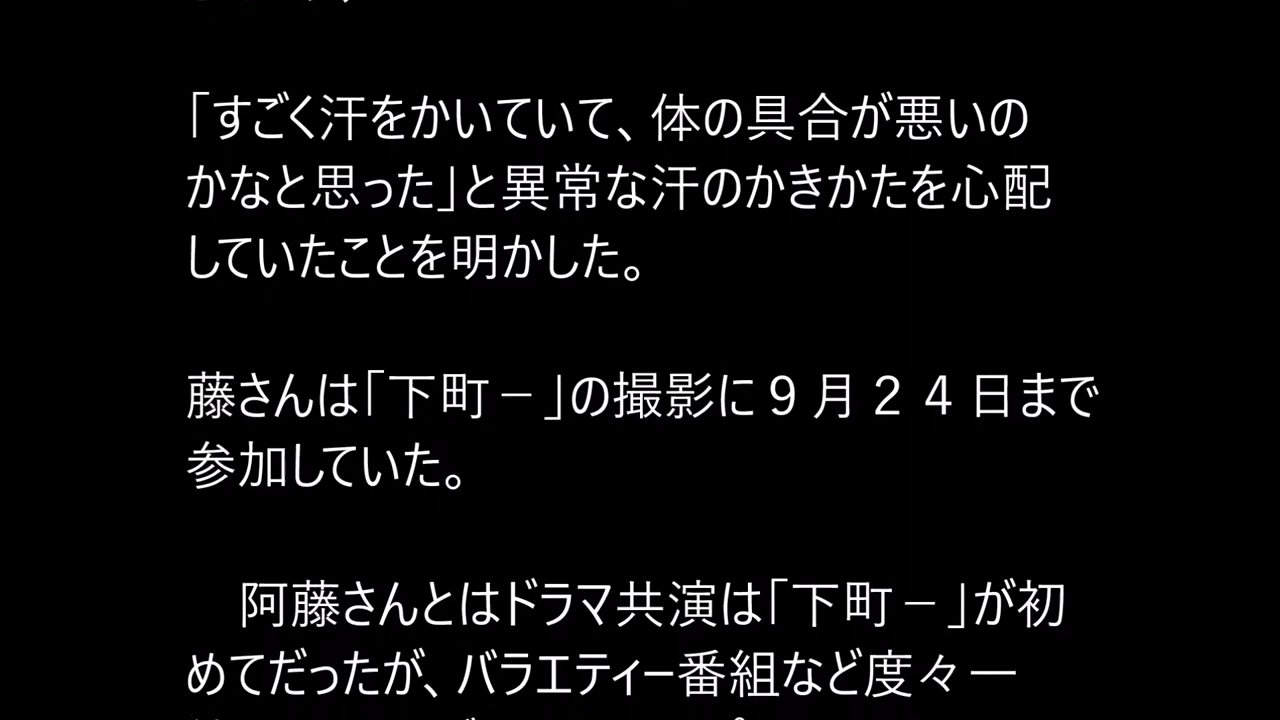 「すごく汗をかいていて、体の具合が悪いの
かなと思った」と異常な汗のかきかたを心配
していたことを明かした。
藤さんは「下町－」の撮影に９月２４日まで
参加していた。
阿藤さんとはドラマ共演は「下町－」が初
めてだったが、バラエティー番組など度々一